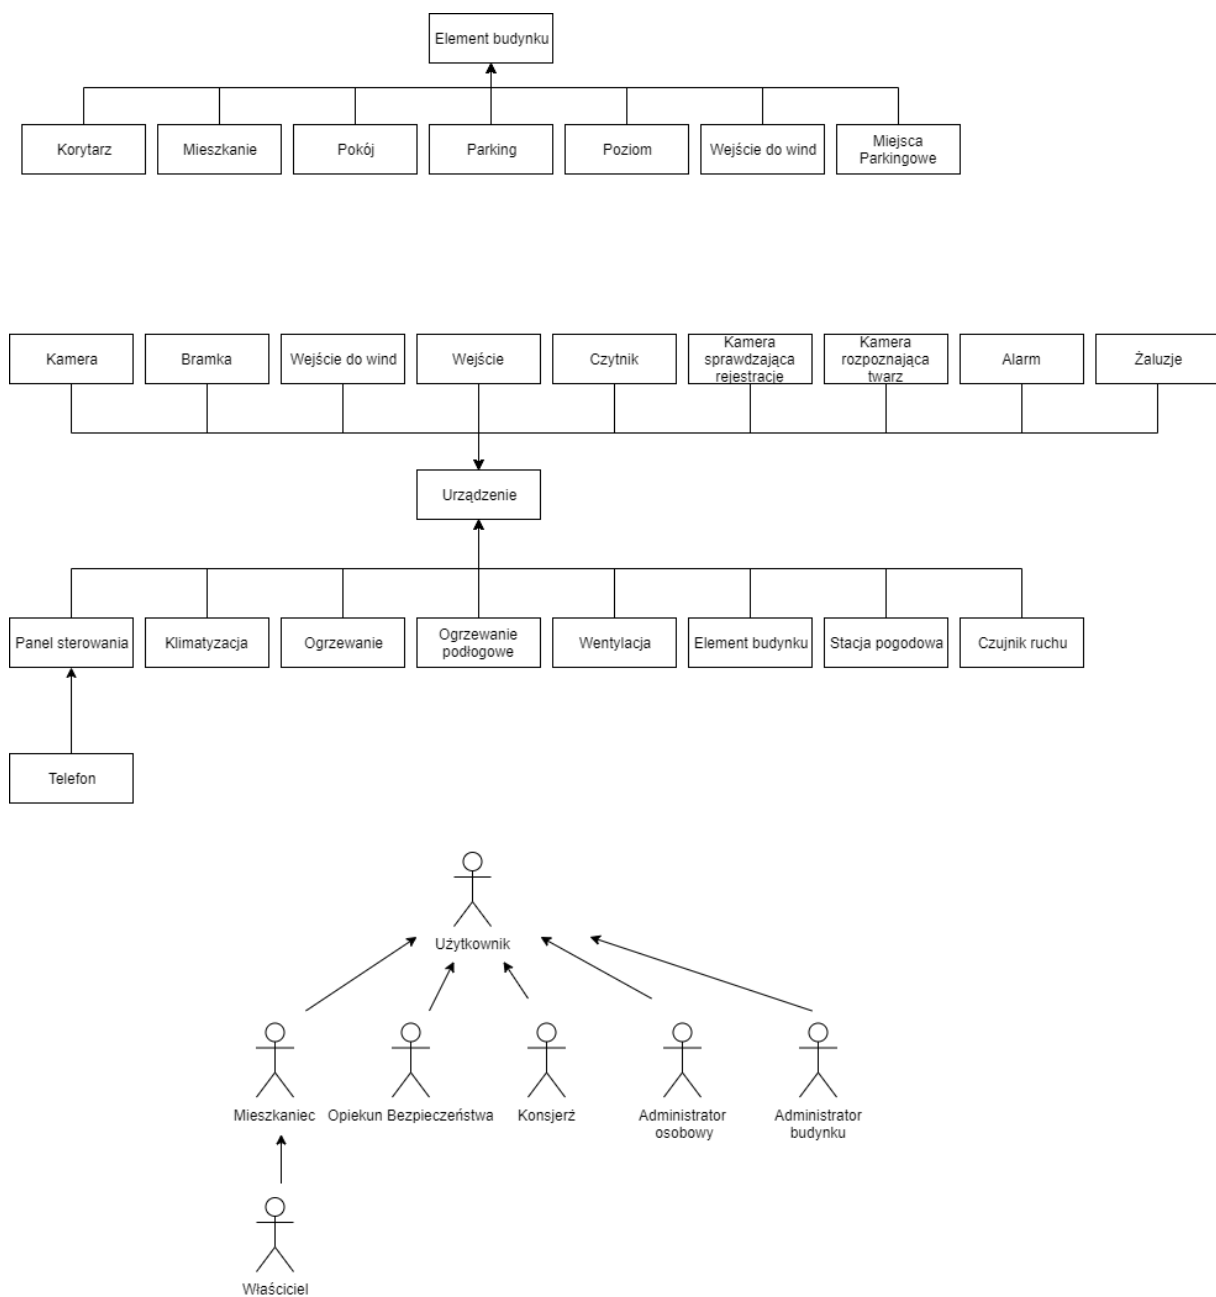 Element budynku
Korytarz
Mieszkanie
Pokój
Parking
Poziom
Wejście do wind
Miejsca
Parkingowe
Kamera
Bramka
Wejście do wind
Wejście
Czytnik
Kamera
sprawdzająca
rejestracje
Kamera
rozpoznająca
twarz
Alarm
Żaluzje
Urządzenie
Panel sterowania
Klimatyzacja
Ogrzewanie
Ogrzewanie
podłogowe
Wentylacja
Element budynku
Stacja pogodowa
Czujnik ruchu
Telefon
Użytkownik
Mieszkaniec
Opiekun Bezpieczeństwa
Konsjerż
Administrator
osobowy
Administrator
budynku
Właściciel